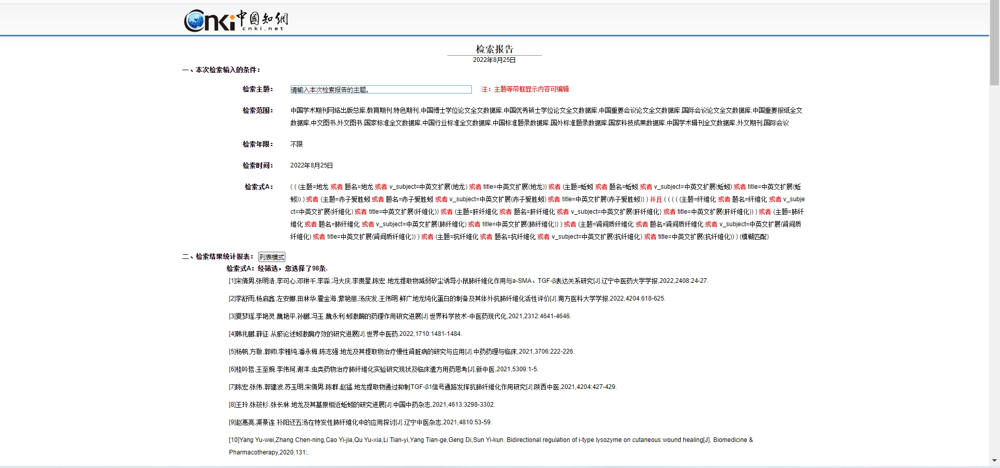 Cnki中國知網
cnki.net
检索报告
2022年8月25日
一、本次检索输入的条件：
检索主题： 请输入本次检索报告的主题。 注：主题等带框显示内容可编辑
检索范围： 中国学术期刊网络出版总库,教育期刊,特色期刊,中国博士学位论文全文数据库,中国优秀硕士学位论文全文数据库,中国重要会议论文全文数据库,国际会议论文全文数据库,中国重要报纸全文
数据库,中文图书,外文图书,国家标准全文数据库,中国行业标准全文数据库,中国标准题录数据库,国外标准题录数据库,国家科技成果数据库,中国学术辑刊全文数据库,外文期刊,国际会议
检索年限： 不限
检索时间： 2022年8月25日
检索式A： ( ( (主题=地龙 或者 题名=地龙 或者 v_subject=中英文扩展(地龙) 或者 title=中英文扩展(地龙)) 或者 (主题=蚯蚓 或者 题名=蚯蚓 或者 v_subject=中英文扩展(蚯蚓) 或者 title=中英文扩展(蚯
蚓)) ) 或者 (主题=赤子爱胜蚓 或者 题名=赤子爱胜蚓 或者 v_subject=中英文扩展(赤子爱胜蚓) 或者 title=中英文扩展(赤子爱胜蚓)) ) 并且 ( ( ( ( (主题=纤维化 或者 题名=纤维化 或者 v_subje
ct=中英文扩展(纤维化) 或者 title=中英文扩展(纤维化)) 或者 (主题=肝纤维化 或者 题名=肝纤维化 或者 v_subject=中英文扩展(肝纤维化) 或者 title=中英文扩展(肝纤维化)) ) 或者 (主题=肺纤
维化 或者 题名=肺纤维化 或者 v_subject=中英文扩展(肺纤维化) 或者 title=中英文扩展(肺纤维化)) ) 或者 (主题=肾间质纤维化 或者 题名=肾间质纤维化 或者 v_subject=中英文扩展(肾间质
纤维化) 或者 title=中英文扩展(肾间质纤维化)) ) 或者 (主题=抗纤维化 或者 题名=抗纤维化 或者 v_subject=中英文扩展(抗纤维化) 或者 title=中英文扩展(抗纤维化)) ) (模糊匹配)
二、检索结果统计报表： 列表模式
检索式A：经筛选，您选择了98条.
[1]宋倩男,张明洁,李可心,邓琳千,李淼,冯大庆,李贵星,陈宏.地龙提取物减弱矽尘诱导小鼠肺纤维化作用与a-SMA、TGF-β表达关系研究[J].辽宁中医药大学学报,2022,2408:24-27.
[2]李舒雨,杨启鑫,左安娜,田林华,霍金海,蒙艳丽,汤庆发,王伟明.鲜广地龙纯化蛋白的制备及其体外抗肺纤维化活性评价[J].南方医科大学学报,2022,4204:618-625.
[3]夏梦瑶,李艳灵,魏艳平,孙鹏,冯玉,魏永利.蚓激酶的药理作用研究进展[J].世界科学技术-中医药现代化,2021,2312:4641-4646.
[4]韩兆鹏,薛征.从瘀论述蚓激酶疗效的研究进展[J].世界中医药,2022,1710:1481-1484.
[5]杨帆,方敬,郭帅,李雅纯,潘永梅,陈志强.地龙及其提取物治疗慢性肾脏病的研究与应用[J].中药药理与临床,2021,3706:222-226.
[6]桂吟哲,王至婉,李伟珂,谢洋.虫类药物治疗肺纤维化实验研究现状及临床遣方用药思考[J].新中医,2021,5309:1-5.
[7]陈宏,张伟,郭建波,苏玉明,宋倩男,陈群,赵猛.地龙提取物通过抑制TGF-β1信号通路发挥抗肺纤维化作用研究[J].陕西中医,2021,4204:427-429.
[8]王玲,张筱杉,张长林.地龙及其基原相近蚯蚓的研究进展[J].中国中药杂志,2021,4613:3298-3302.
[9]赵惠亮,渠景连.补阳还五汤在特发性肺纤维化中的应用探讨[J].辽宁中医杂志,2021,4810:53-59.
[10]Yang Yu-wei,Zhang Chen-ning,Cao Yi-jia,Qu Yu-xia,Li Tian-yi,Yang Tian-ge,Geng Di,Sun Yi-kun. Bidirectional regulation of i-type lysozyme on cutaneous wound healing[J]. Biomedicine &
Pharmacotherapy,2020,131:.